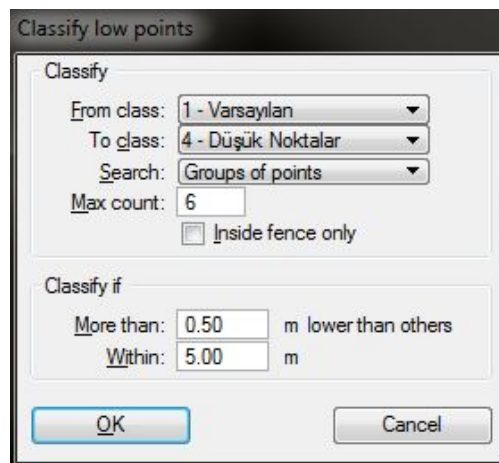 Classify low points
Classify
From class: 1 - Varsayılan
To class: 4 - Düşük Noktalar
Search: Groups of points
Max count: 6
Inside fence only
Classify if
More than: 0.50 m lower than others
Within: 5.00 m
OK Cancel